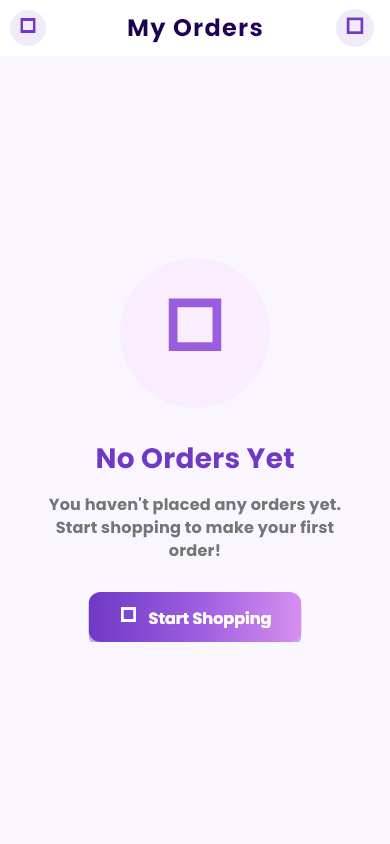 My Orders
No Orders Yet
You haven't placed any orders yet.
Start shopping to make your first
order!
Start Shopping